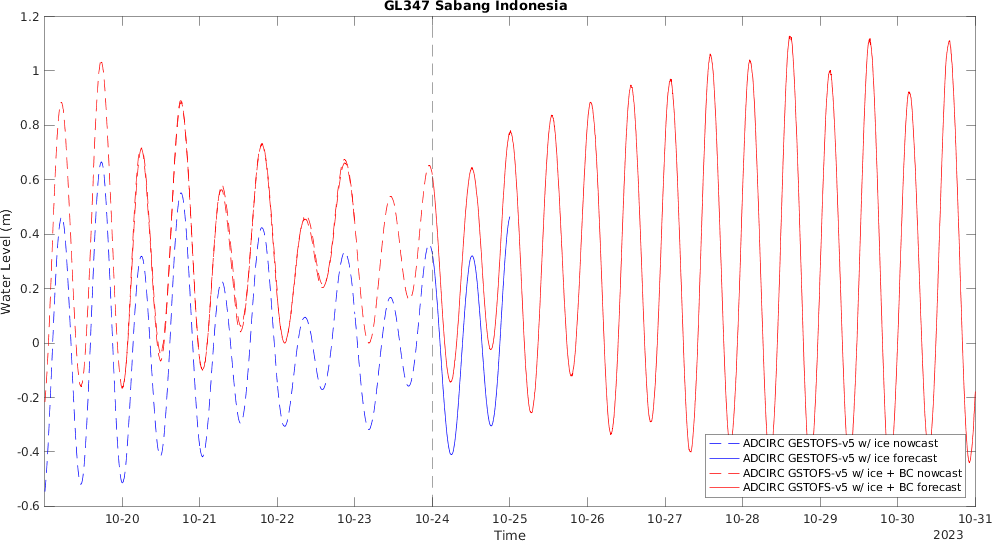 GL347 Sabang Indonesia
1.2
1
0.8
0.6
0.4
0.2
0
-0.2
-0.4
-0.6
Water Level (m)
ADCIRC GESTOFS-v5 w/ ice nowcast
ADCIRC GESTOFS-v5 w/ ice forecast
ADCIRC GSTOFS-v5 w/ ice + BC nowcast
ADCIRC GSTOFS-v5 w/ ice + BC forecast
10-20 10-21 10-22 10-23 10-24 10-25 10-26 10-27 10-28 10-29 10-30 10-31
Time
2023